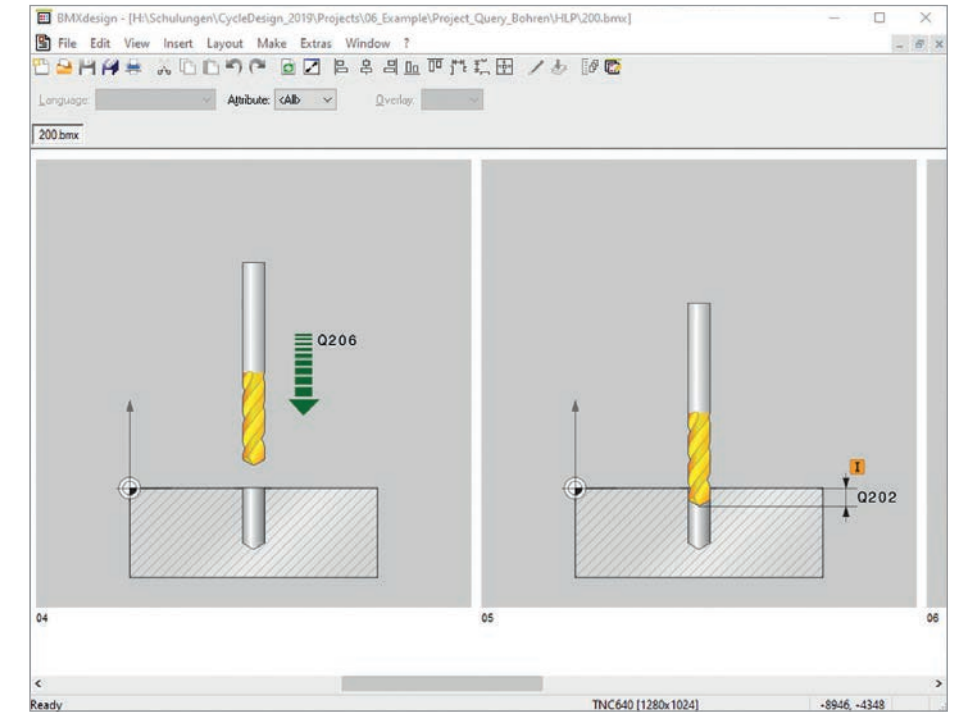 BMXdesign - [H:\Schulungen\CycleDesign_2019\Projects\06_Example\Project_Query_Bohren\HLP\200.bmx]
File Edit View Insert Layout Make Extras Window ?
Language: Attribute: <Alb Overlay:
200.bmx
Q206
I
Q202
04 05 06
Ready TNC640 [1280x1024] -8946, -4348